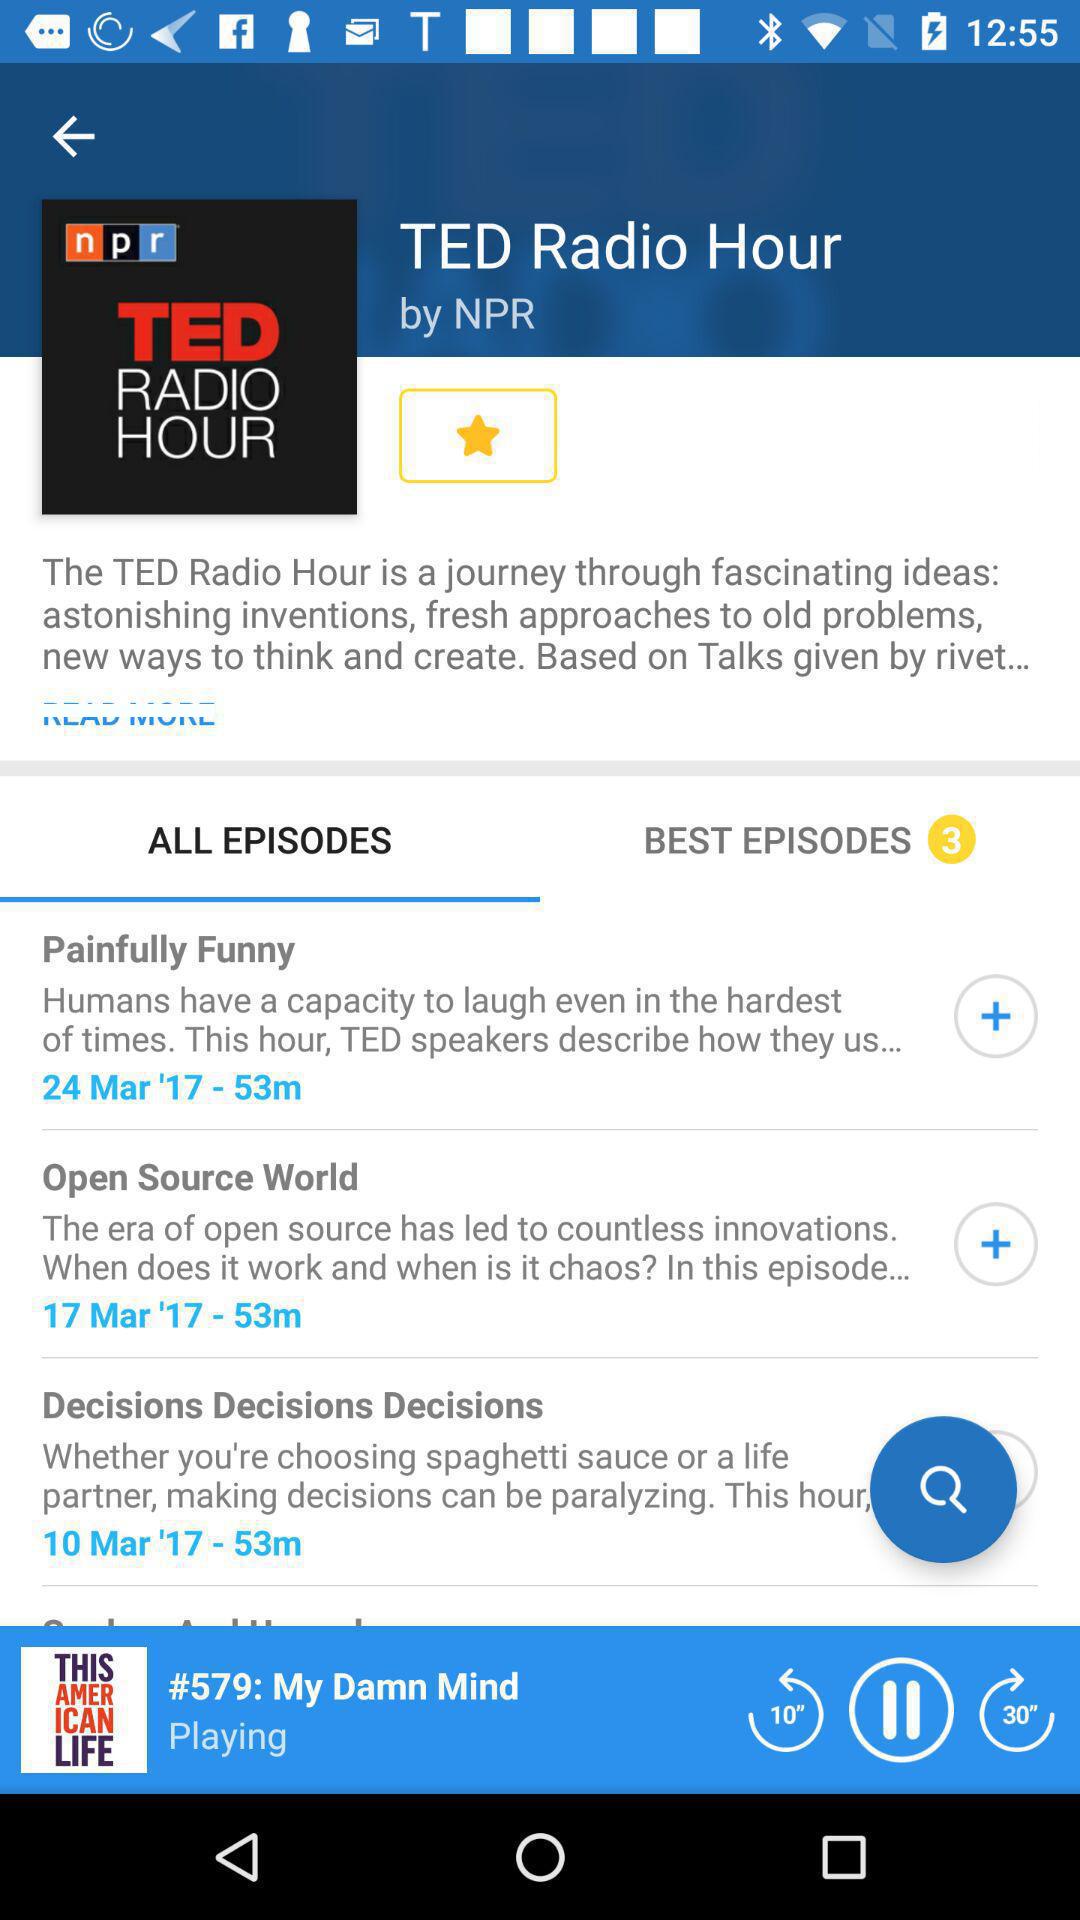 12:55
npr
TED
RADIO
HOUR
TED Radio Hour
by NPR
The TED Radio Hour is a journey through fascinating ideas:
astonishing inventions, fresh approaches to old problems,
new ways to think and create. Based on Talks given by rivet...
READ MORE
ALL EPISODES
BEST EPISODES 3
Painfully Funny
Humans have a capacity to laugh even in the hardest
of times. This hour, TED speakers describe how they us...
24 Mar '17 - 53m
Open Source World
The era of open source has led to countless innovations.
When does it work and when is it chaos? In this episode...
17 Mar '17 - 53m
Decisions Decisions Decisions
Whether you're choosing spaghetti sauce or a life
partner, making decisions can be paralyzing. This hour,
10 Mar '17 - 53m
THIS
AMER
ICAN
LIFE
#579: My Damn Mind
Playing
10”
30”